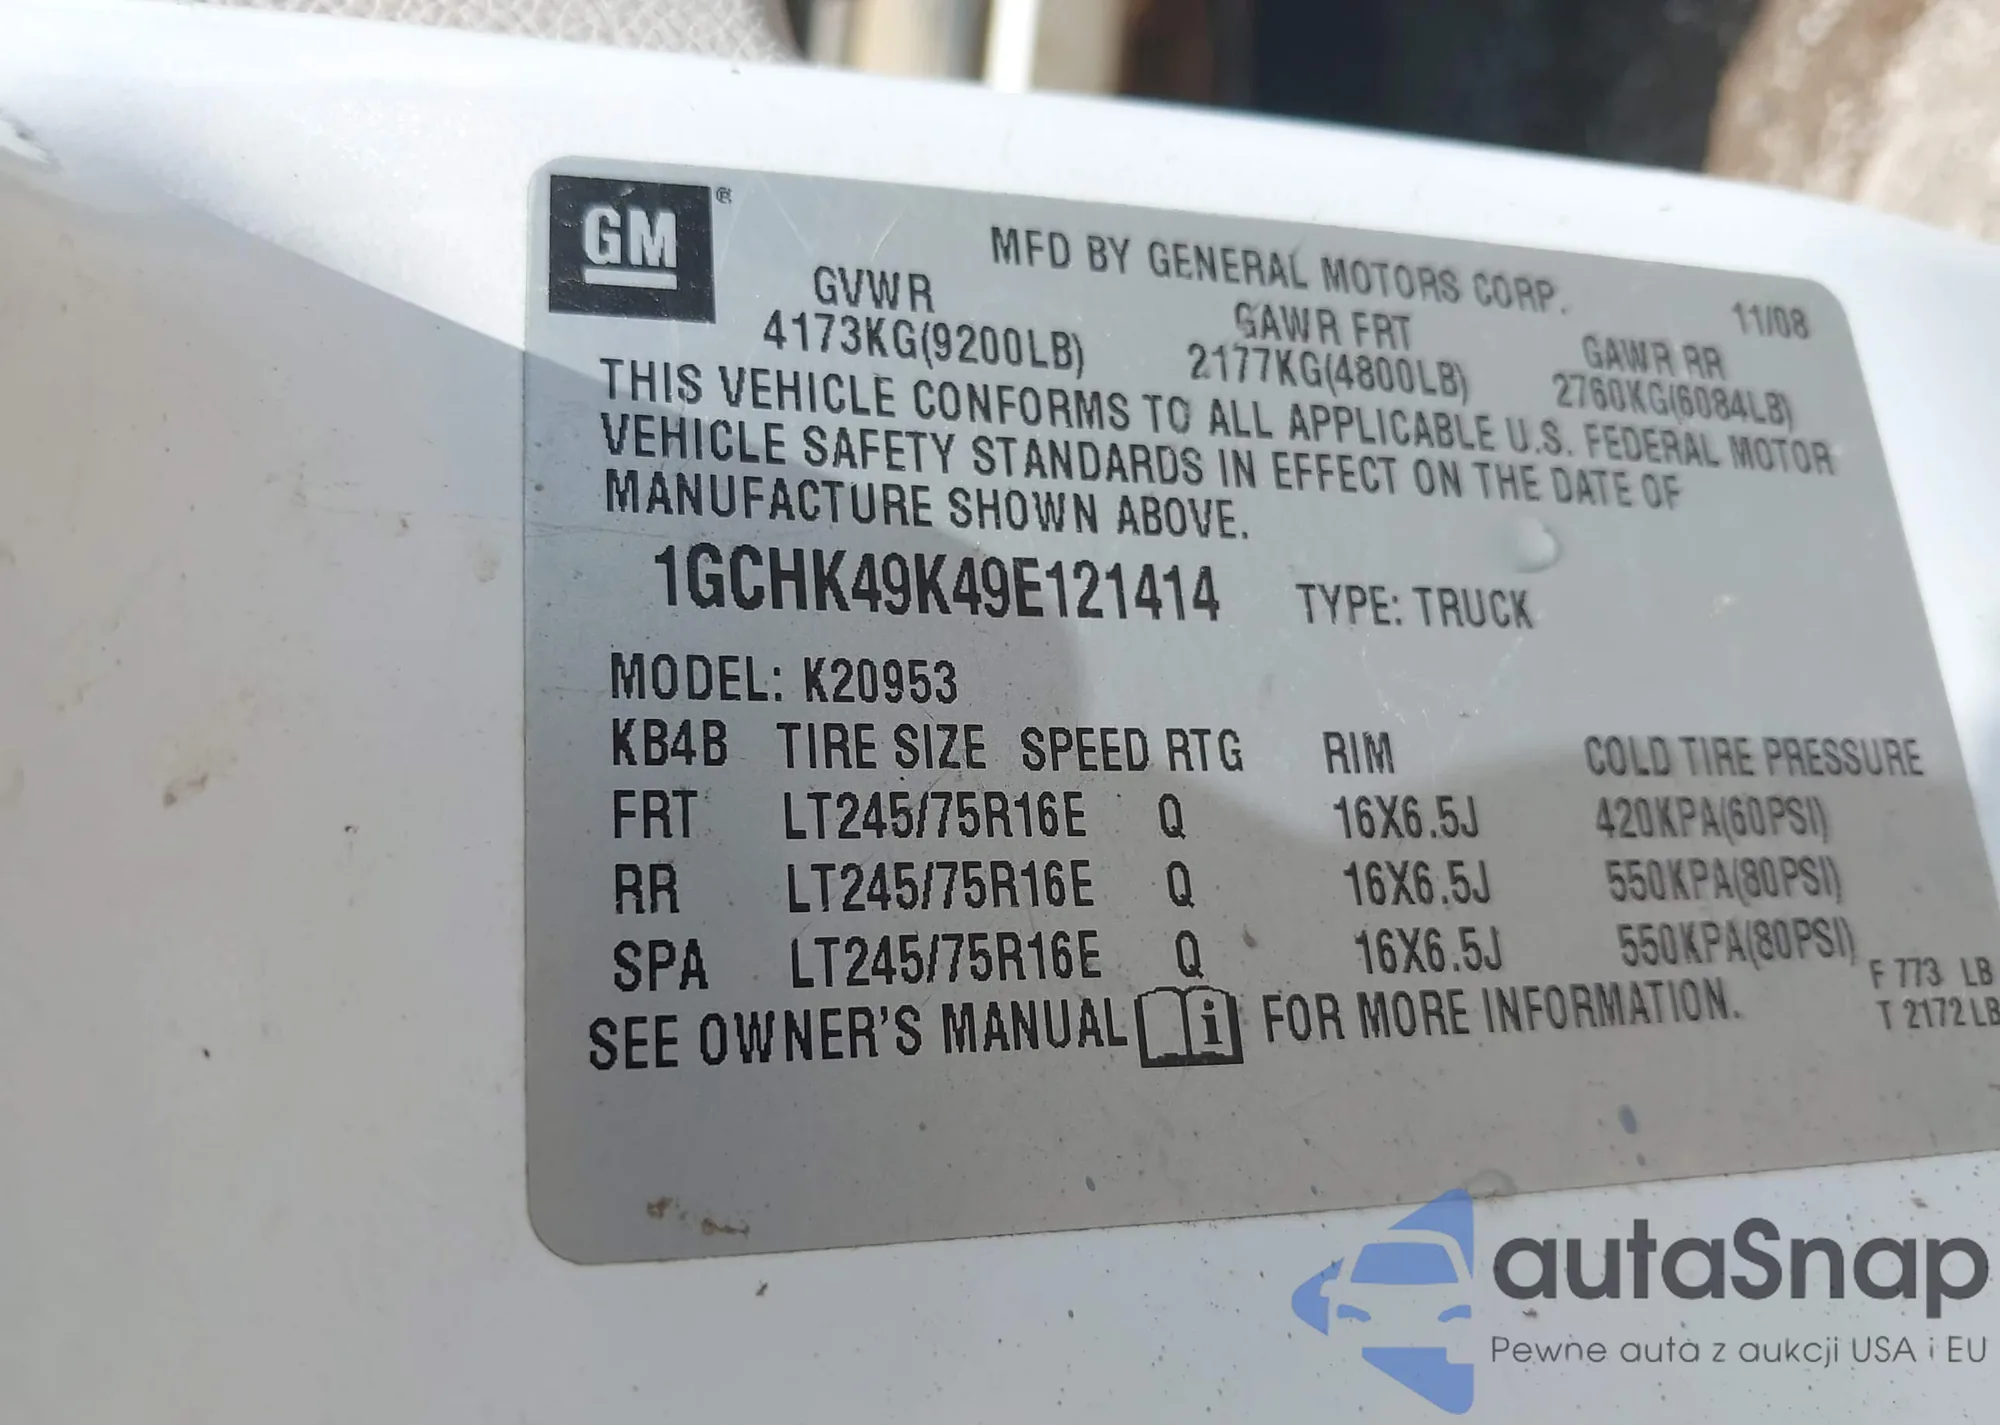 GM®
MFD BY GENERAL MOTORS CORP. 11/08
GVWR GAWR FRT GAWR RR
4173KG(9200LB) 2177KG(4800LB) 2760KG(6084LB)
THIS VEHICLE CONFORMS TO ALL APPLICABLE U.S. FEDERAL MOTOR
VEHICLE SAFETY STANDARDS IN EFFECT ON THE DATE OF
MANUFACTURE SHOWN ABOVE.
1GCHK49K49E121414 TYPE: TRUCK
MODEL: K20953
KB4B TIRE SIZE SPEED RTG RIM COLD TIRE PRESSURE
FRT LT245/75R16E Q 16X6.5J 420KPA(60PSI)
RR LT245/75R16E Q 16X6.5J 550KPA(80PSI)
SPA LT245/75R16E Q 16X6.5J 550KPA(80PSI)
F 773 LB
T 2172LB
SEE OWNER'S MANUAL i FOR MORE INFORMATION.
autaSnap
Pewne auta z aukcji USA i EU